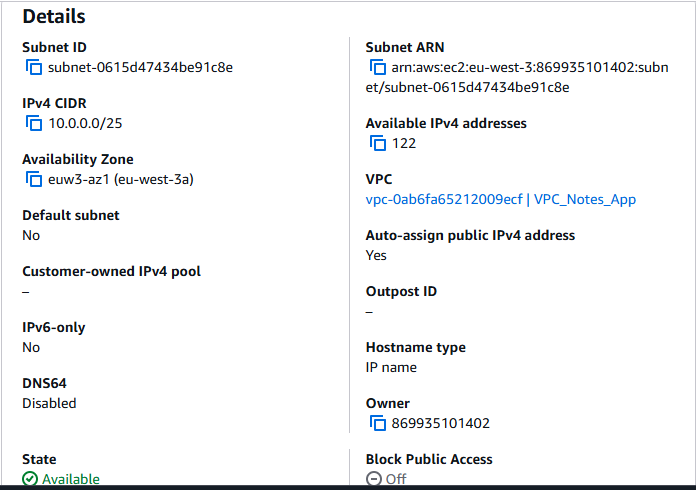 Details
Subnet ID
subnet-0615d47434be91c8e
IPv4 CIDR
10.0.0.0/25
Availability Zone
euw3-az1 (eu-west-3a)
Default subnet
No
Customer-owned IPv4 pool
–
IPv6-only
No
DNS64
Disabled
State
Available
Subnet ARN
arn:aws:ec2:eu-west-3:869935101402:subn
et/subnet-0615d47434be91c8e
Available IPv4 addresses
122
VPC
vpc-0ab6fa65212009ecf | VPC_Notes_App
Auto-assign public IPv4 address
Yes
Outpost ID
–
Hostname type
IP name
Owner
869935101402
Block Public Access
Off